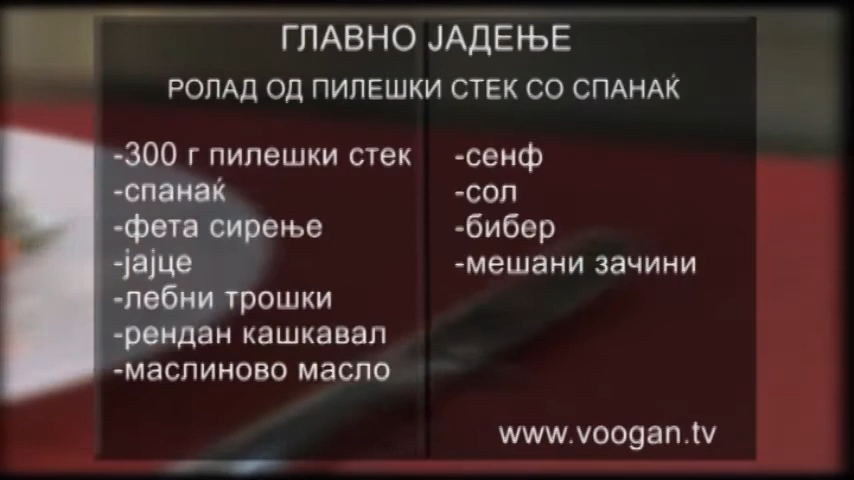 ГЛАВНО ЈАДЕЊЕ
РОЛАД ОД ПИЛЕШКИ СТЕК СО СПАНАЌ
-300 г пилешки стек
-спанаќ
-фета сирење
-јајце
-лебни трошки
-рендан кашкавал
-маслиново масло
-сенф
-сол
-бибер
-мешани зачини
www.voogan.tv